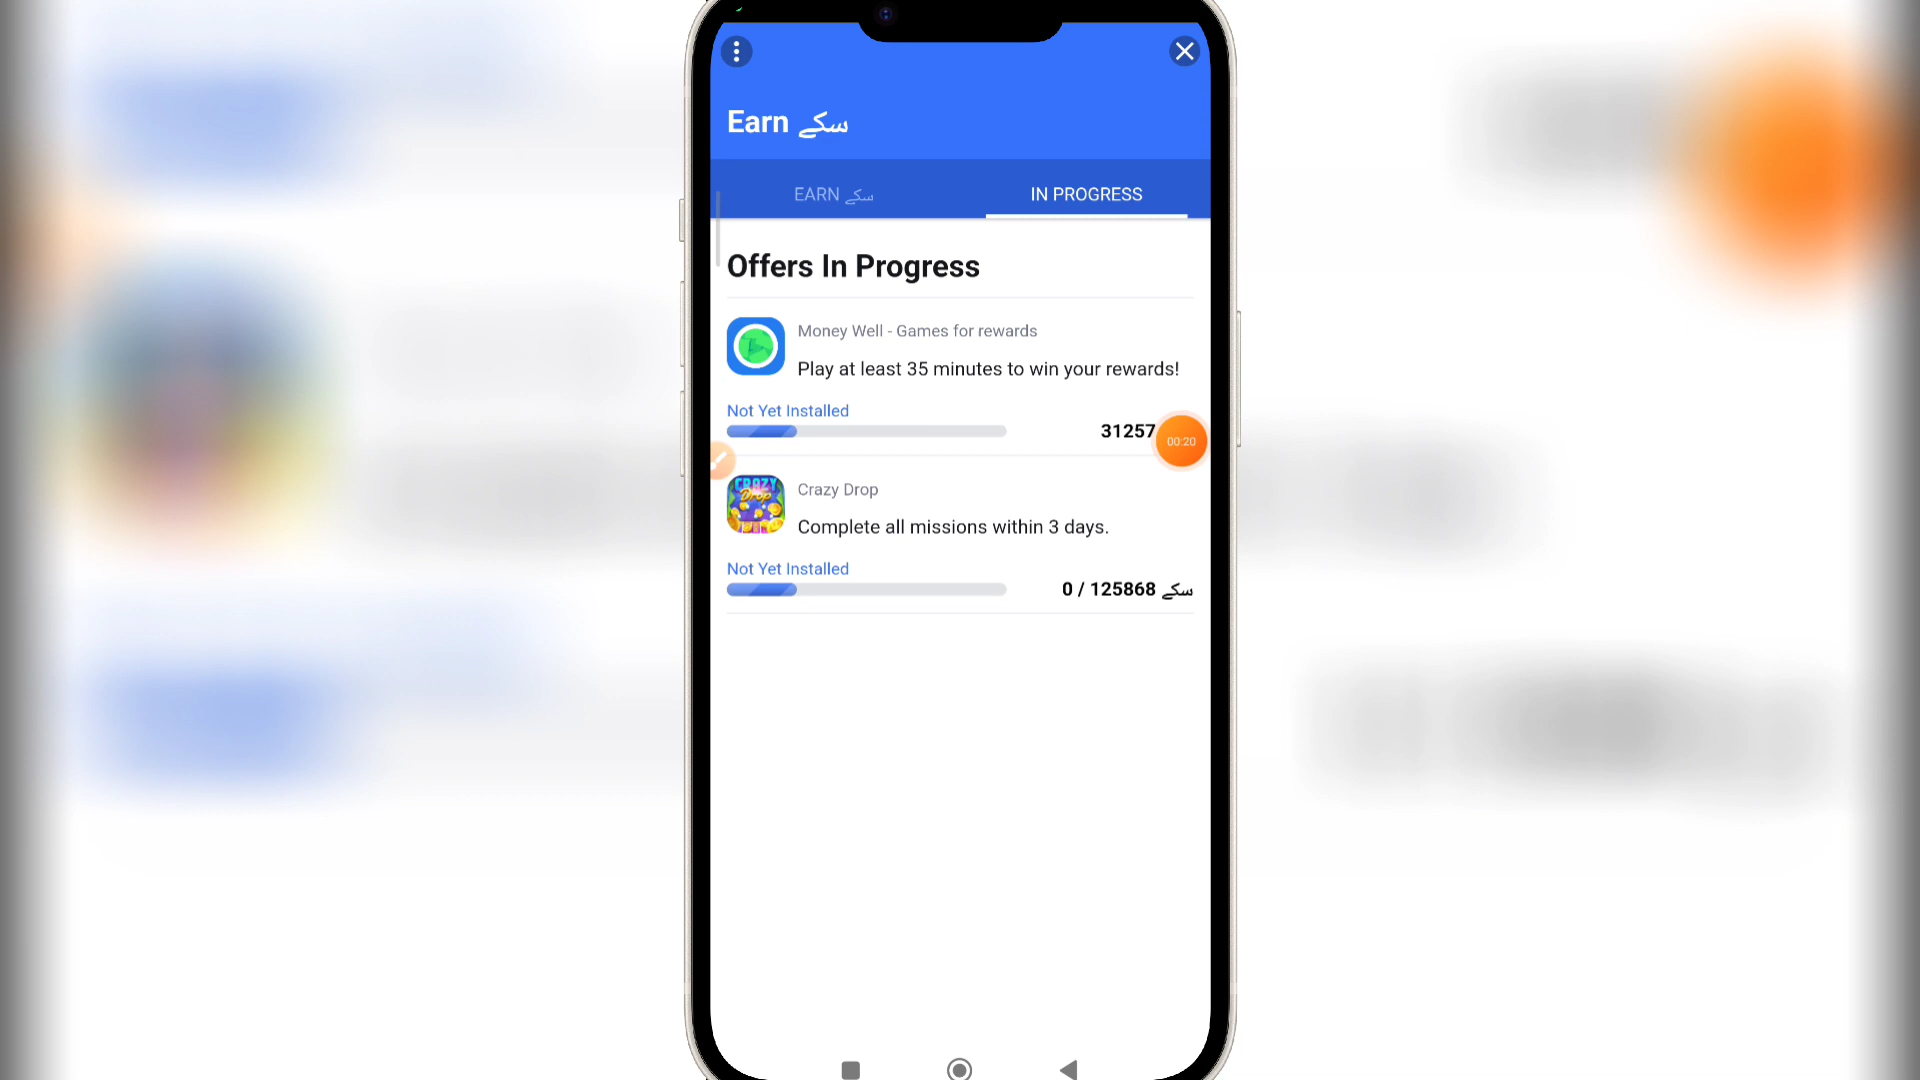 Earn سکے
EARN سکے
IN PROGRESS
Offers In Progress
Money Well - Games for rewards
Play at least 35 minutes to win your rewards!
Not Yet Installed
31257
00:20
CRAZY
Drop
Crazy Drop
Complete all missions within 3 days.
Not Yet Installed
0 / 125868 سکے